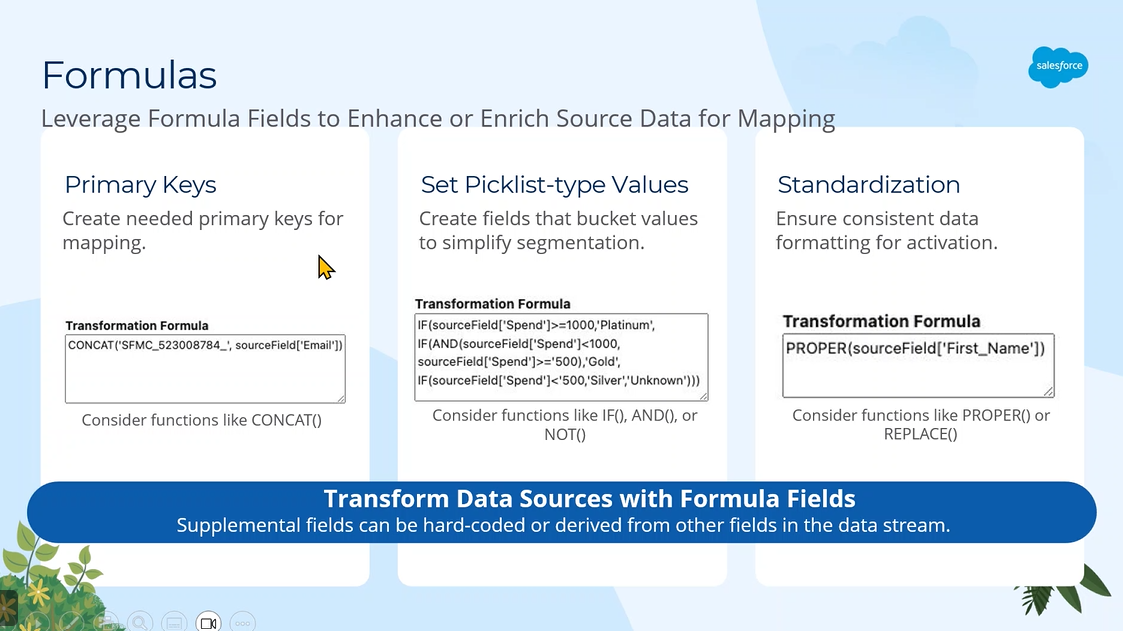 Formulas
salesforce
Leverage Formula Fields to Enhance or Enrich Source Data for Mapping
Primary Keys
Create needed primary keys for
mapping.
Transformation Formula
CONCAT('SFMC_523008784_', sourceField['Email'])
Consider functions like CONCAT()
Set Picklist-type Values
Create fields that bucket values
to simplify segmentation.
Transformation Formula
IF(sourceField['Spend']>=1000,'Platinum',
IF(AND(sourceField['Spend']<1000,
sourceField['Spend']>='500),'Gold',
IF(sourceField['Spend']<'500,'Silver','Unknown')))
Consider functions like IF(), AND(), or
NOT()
Standardization
Ensure consistent data
formatting for activation.
Transformation Formula
PROPER(sourceField['First_Name'])
Consider functions like PROPER() or
REPLACE()
Transform Data Sources with Formula Fields
Supplemental fields can be hard-coded or derived from other fields in the data stream.